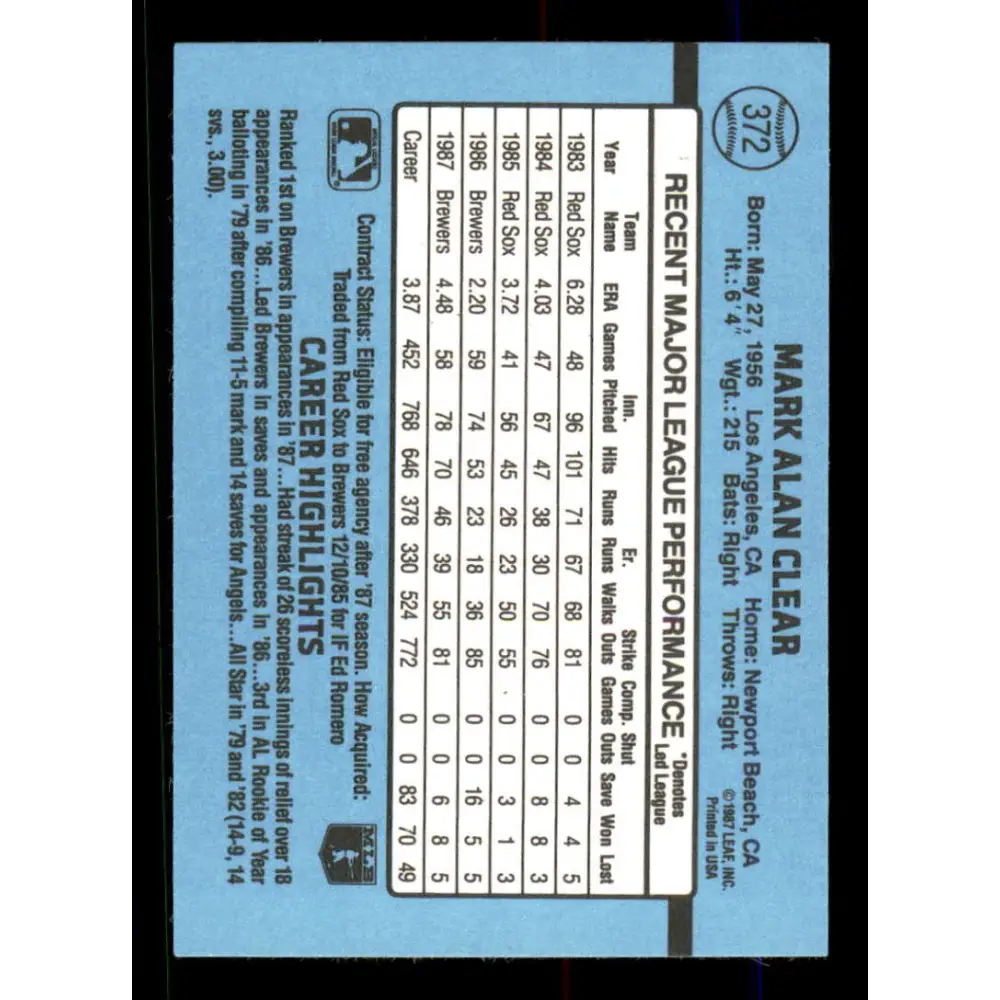 372
MARK ALAN CLEAR
Born: May 27, 1956 Los Angeles, CA Home: Newport Beach, CA
Ht.: 6'4" Wgt.: 215 Bats: Right Throws: Right
©1987 LEAF, INC.
Printed in USA
RECENT MAJOR LEAGUE PERFORMANCE *Denotes
Led League
Team Inn. Er. Strike Comp. Shut
Year Name ERA Games Pitched Hits Runs Runs Walks Outs Games Outs Save Won Lost
1983 Red Sox 6.28 48 96 101 71 67 68 81 0 0 4 4 5
1984 Red Sox 4.03 47 67 47 38 30 70 76 0 0 8 8 3
1985 Red Sox 3.72 41 56 45 26 23 50 55 0 0 3 1 3
1986 Brewers 2.20 59 74 53 23 18 36 85 0 0 16 5 5
1987 Brewers 4.48 58 78 70 46 39 55 81 0 0 6 8 5
Career 3.87 452 768 646 378 330 524 772 0 0 83 70 49
Contract Status: Eligible for free agency after '87 season. How Acquired:
Traded from Red Sox to Brewers 12/10/85 for IF Ed Romero
MLB
CAREER HIGHLIGHTS
Ranked 1st on Brewers in appearances in '87...Had streak of 26 scoreless innings of relief over 18
appearances in '86...Led Brewers in saves and appearances in '86...3rd in AL Rookie of Year
balloting in '79 after compiling 11-5 mark and 14 saves for Angels...All Star in '79 and '82 (14-9, 14
svs., 3.00).